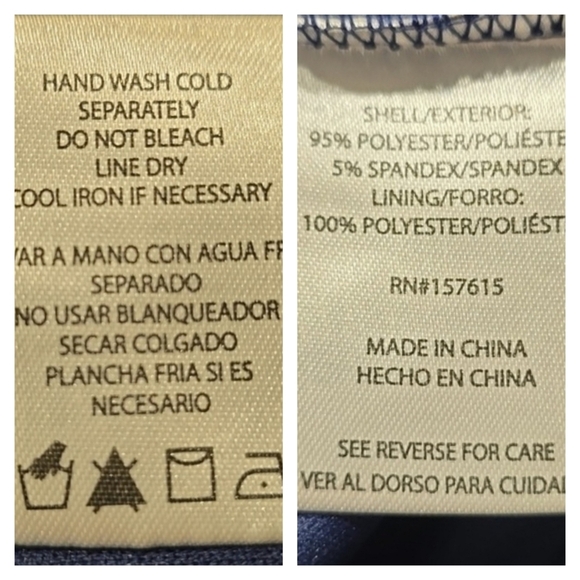 HAND WASH COLD
SEPARATELY
DO NOT BLEACH
LINE DRY
COOL IRON IF NECESSARY
VAR A MANO CON AGUA FR
SEPARADO
NO USAR BLANQUEADOR
SECAR COLGADO
PLANCHA FRIA SI ES
NECESARIO
SHELL/EXTERIOR:
95% POLYESTER/POLIÉSTE
5% SPANDEX/SPANDEX
LINING/FORRO:
100% POLYESTER/POLIÉST
RN#157615
MADE IN CHINA
HECHO EN CHINA
SEE REVERSE FOR CARE
VER AL DORSO PARA CUIDA